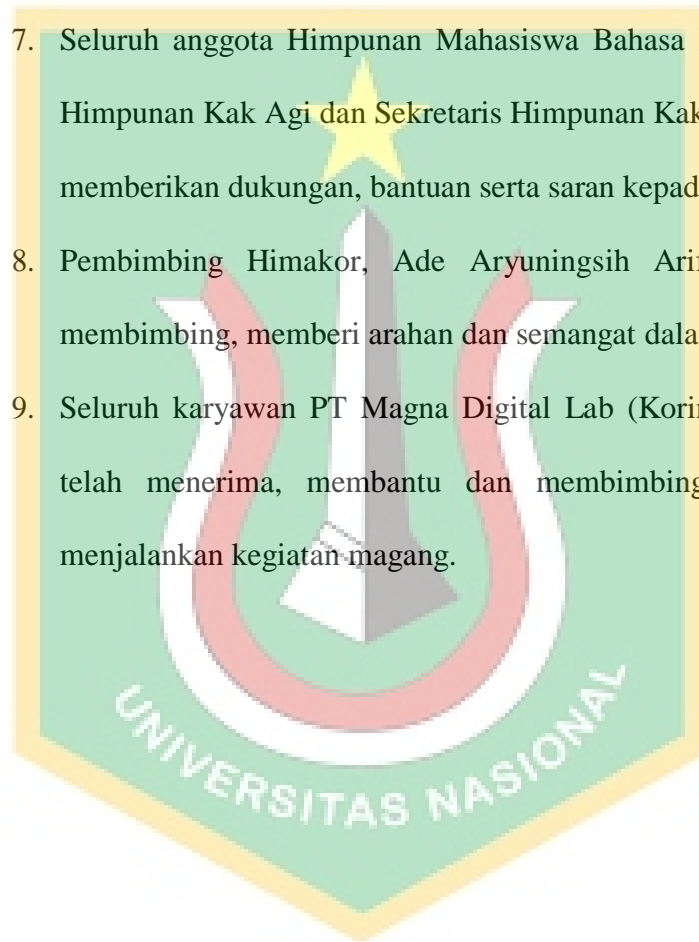 7. Seluruh anggota Himpunan Mahasiswa Bahasa
Himpunan Kak Agi dan Sekretaris Himpunan Kak
memberikan dukungan, bantuan serta saran kepad
8. Pembimbing Himakor, Ade Aryuningsih
membimbing, memberi arahan dan semangat dala
9. Seluruh karyawan PT Magna Digital Lab
telah menerima, membantu dan membimbing
menjalankan kegiatan magang.
UNIVERSITAS NASIONAL